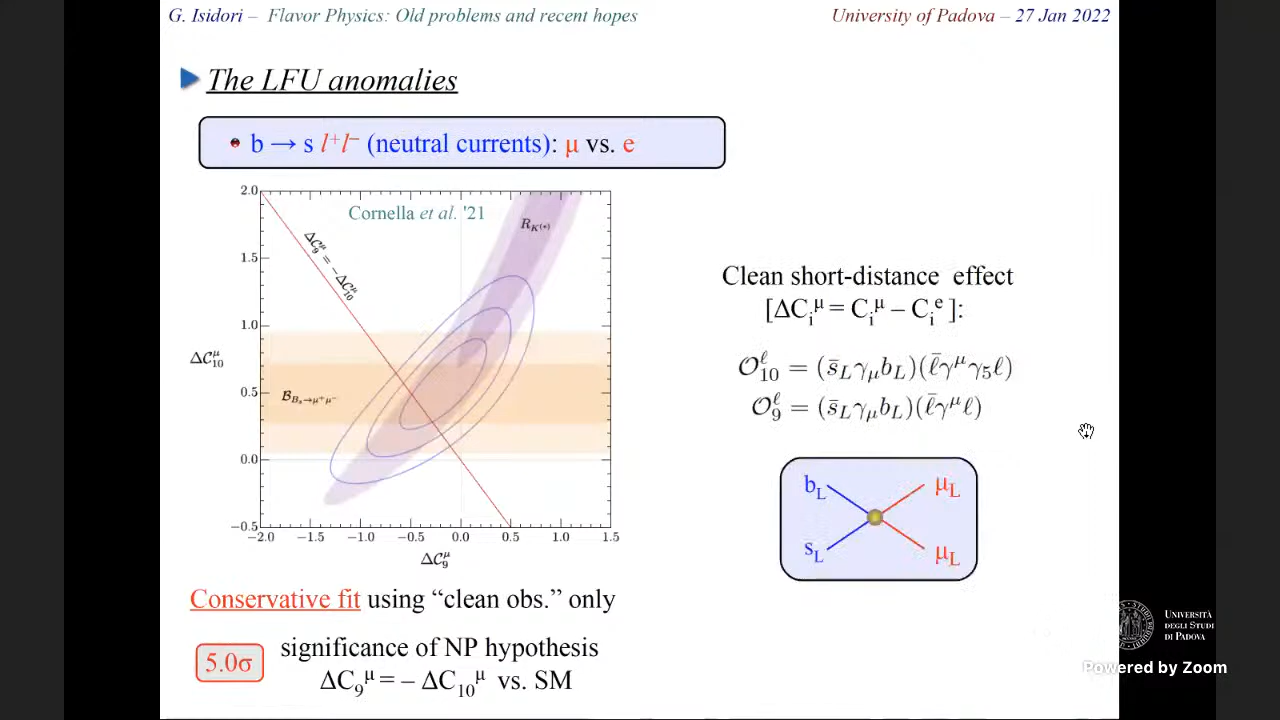 G. Isidori – Flavor Physics: Old problems and recent hopes
University of Padova – 27 Jan 2022
The LFU anomalies
• b → s l⁺l⁻ (neutral currents): μ vs. e
Cornella et al. '21
R_{K^{(*)}}
ΔC₉^μ = −ΔC₁₀^μ
B_{B_s→μ⁺μ⁻}
2.0
1.5
1.0
0.5
0.0
−0.5
ΔC₁₀^μ
−2.0 −1.5 −1.0 −0.5 0.0 0.5 1.0 1.5
ΔC₉^μ
Clean short-distance effect
[ΔC_i^μ = C_i^μ – C_i^e ]:
O₁₀^ℓ = (s̄_L γ_μ b_L)(ℓ̄γ^μ γ₅ℓ)
O₉^ℓ = (s̄_L γ_μ b_L)(ℓ̄γ^μ ℓ)
b_L μ_L
s_L μ_L
Conservative fit using “clean obs.” only
5.0σ
significance of NP hypothesis
ΔC₉^μ = – ΔC₁₀^μ vs. SM
UNIVERSITÀ
DEGLI STUDI
DI PADOVA
Powered by Zoom